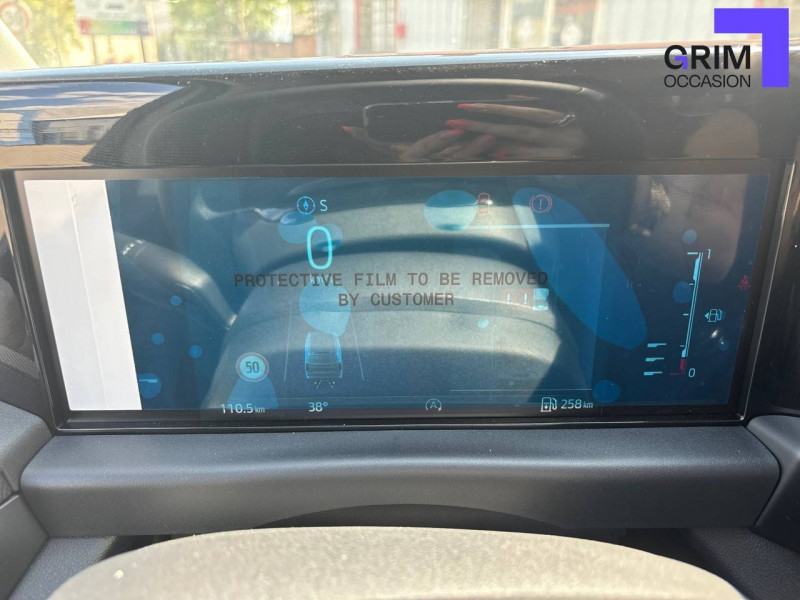 GRIM
OCCASION
S
0
PROTECTIVE FILM TO BE REMOVED
BY CUSTOMER
1
50
0
110.5 km
38°
258 km